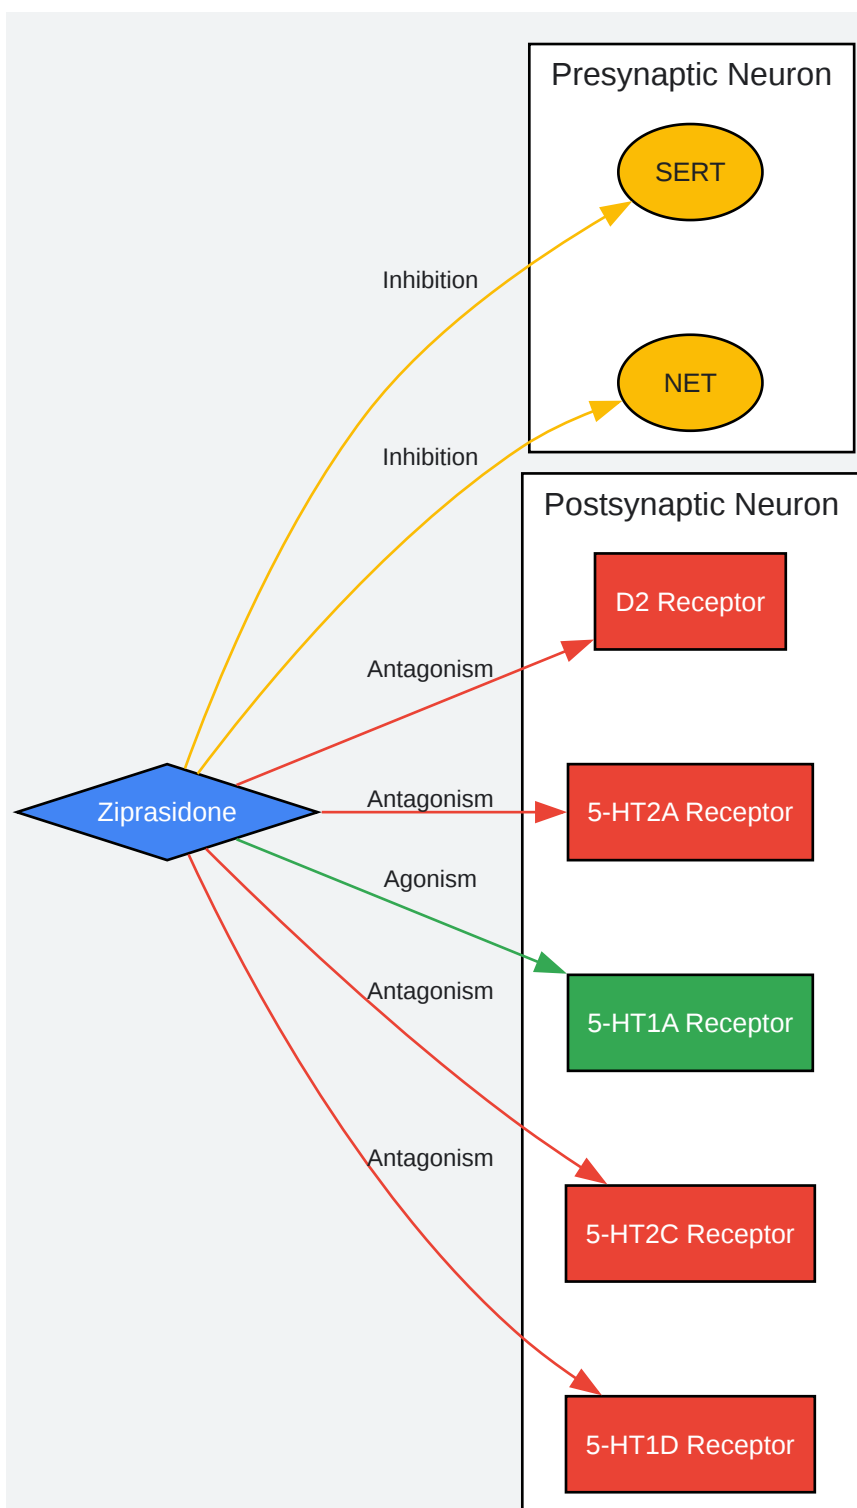 Presynaptic Neuron
SERT
Inhibition
NET
Inhibition
Postsynaptic Neuron
D2 Receptor
Antagonism
Ziprasidone
Antagonism
5-HT2A Receptor
Agonism
Antagonism
5-HT1A Receptor
Antagonism
5-HT2C Receptor
5-HT1D Receptor